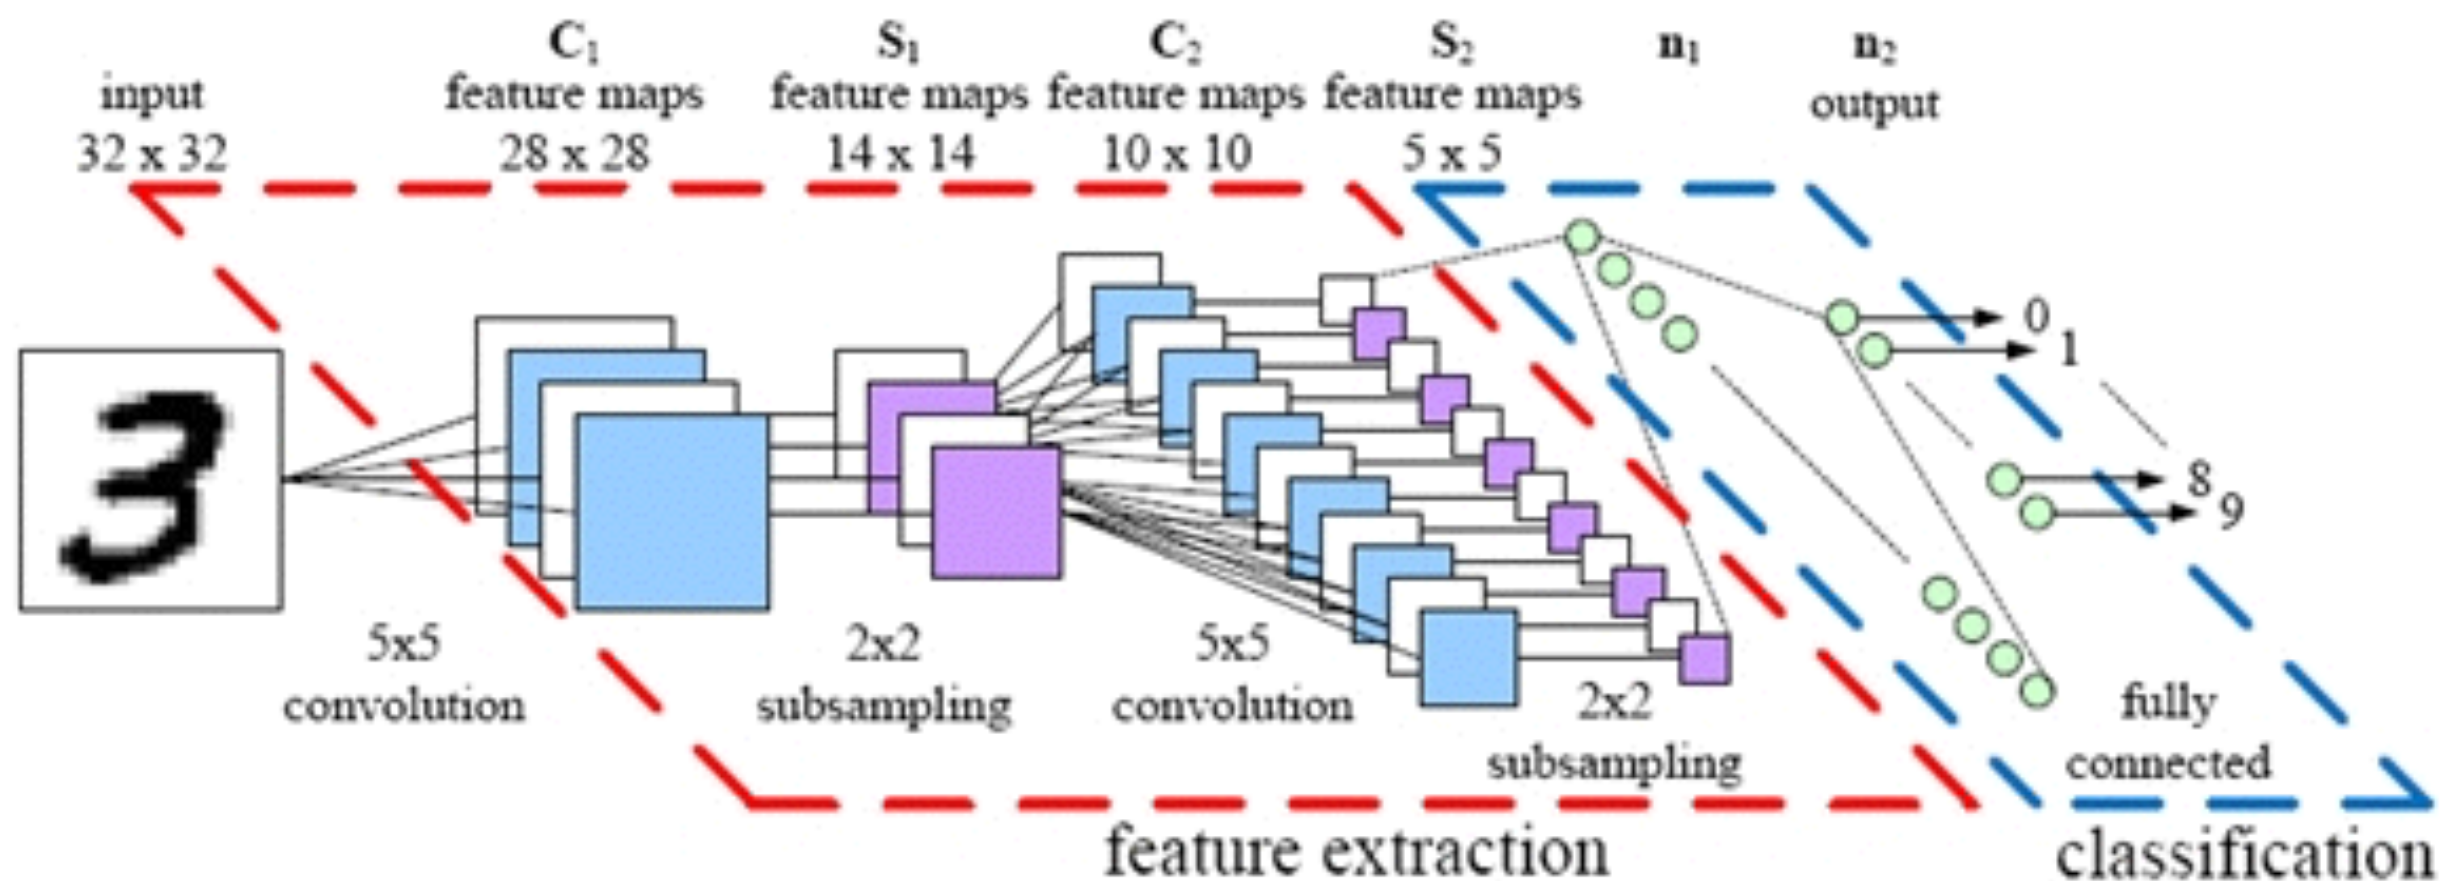 input
32 x 32
C₁
feature maps
28 x 28
S₁
feature maps
14 x 14
C₂
feature maps
10 x 10
S₂
feature maps
5 x 5
n₁
n₂
output
3
0
1
8
9
5x5
convolution
2x2
subsampling
5x5
convolution
2x2
subsampling
fully
connected
feature extraction
classification